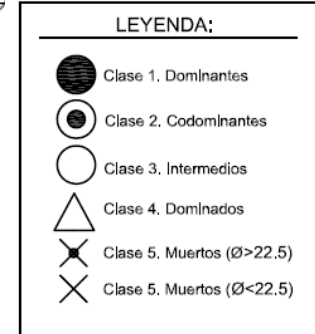 LEYENDA:
Clase 1. Dominantes
Clase 2. Codominantes
Clase 3. Intermedios
Clase 4. Dominados
Clase 5. Muertos (Ø>22.5)
Clase 5. Muertos (Ø<22.5)